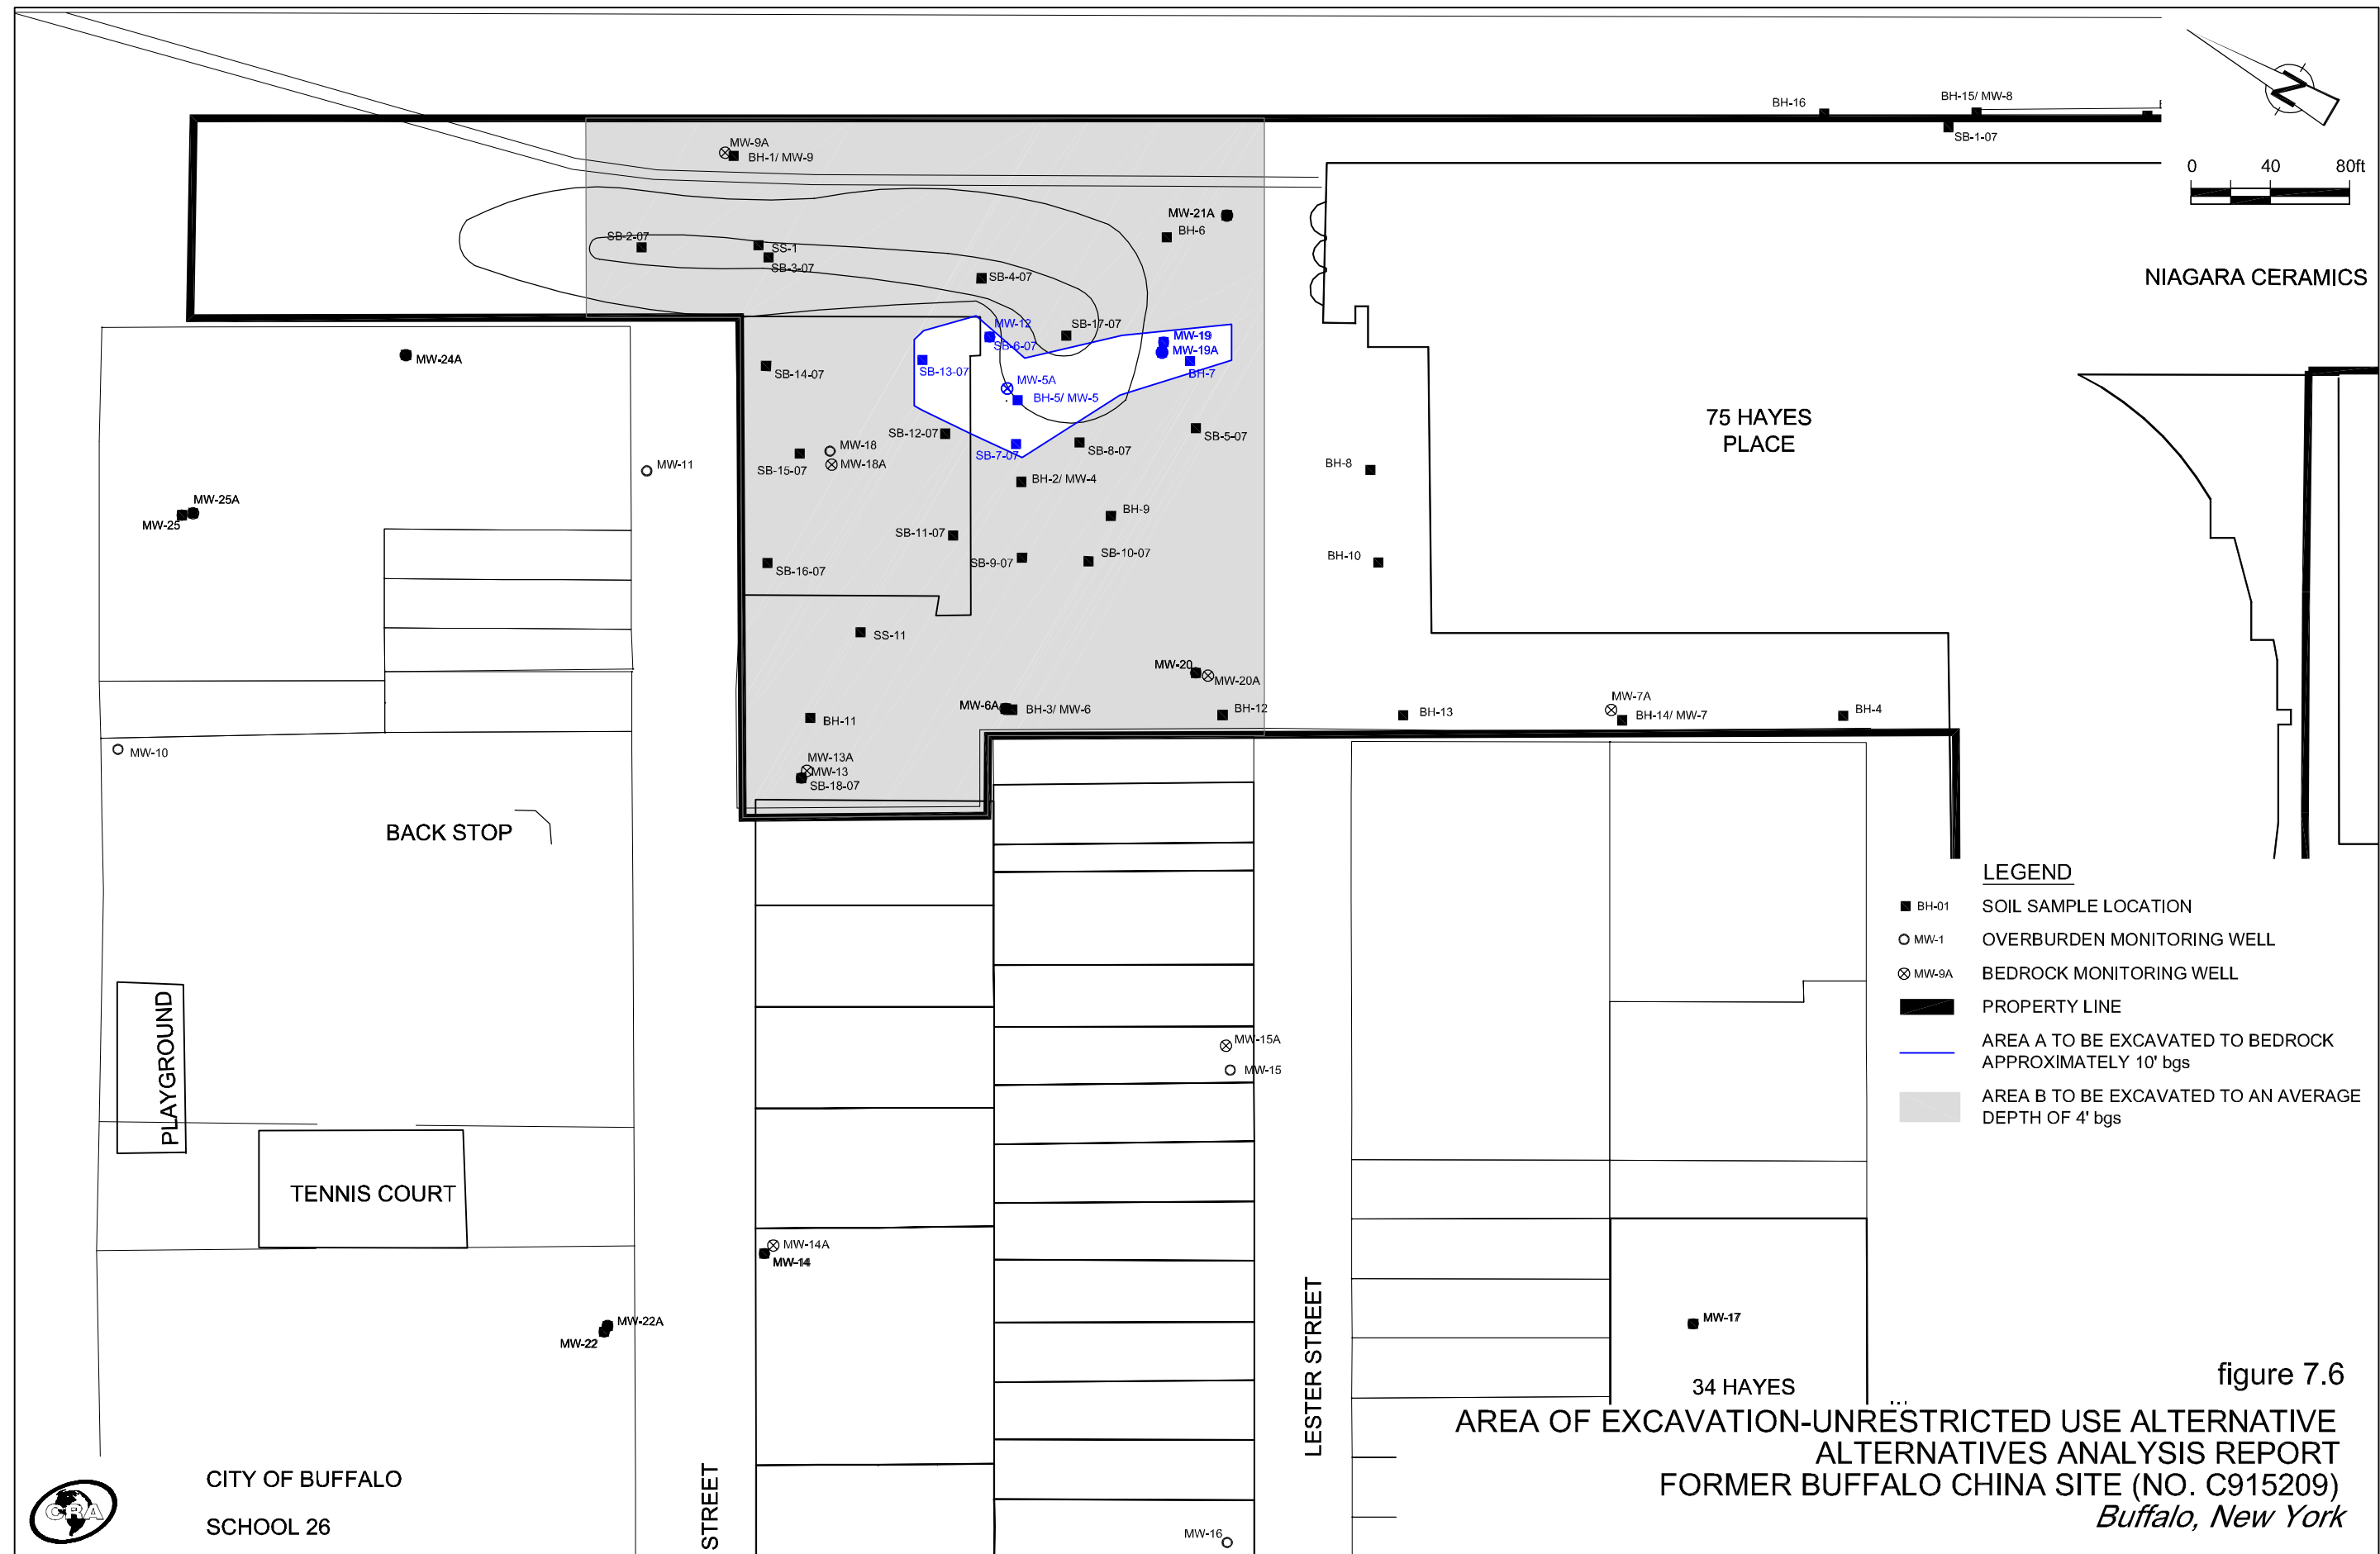 BH-16
BH-15/ MW-8
SB-1-07
0 40 80ft
MW-9A
BH-1/ MW-9
MW-21A
BH-6
SB-2-07
SS-1
SB-3-07
SB-4-07
NIAGARA CERAMICS
MW-12
SB-6-07
SB-17-07
MW-19
MW-19A
BH-7
MW-24A
SB-14-07
SB-13-07
MW-5A
BH-5/ MW-5
75 HAYES
PLACE
SB-12-07
SB-7-07
SB-8-07
SB-5-07
MW-18
MW-18A
SB-15-07
MW-11
BH-8
BH-2/ MW-4
MW-25A
MW-25
BH-9
SB-11-07
SB-9-07
SB-10-07
BH-10
SB-16-07
SS-11
MW-20
MW-20A
MW-6A
BH-3/ MW-6
BH-12
BH-13
MW-7A
BH-14/ MW-7
BH-4
BH-11
MW-10
MW-13A
MW-13
SB-18-07
BACK STOP
LEGEND
BH-01 SOIL SAMPLE LOCATION
MW-1 OVERBURDEN MONITORING WELL
MW-9A BEDROCK MONITORING WELL
PROPERTY LINE
AREA A TO BE EXCAVATED TO BEDROCK
APPROXIMATELY 10' bgs
AREA B TO BE EXCAVATED TO AN AVERAGE
DEPTH OF 4' bgs
PLAYGROUND
MW-15A
MW-15
TENNIS COURT
MW-14A
MW-14
MW-22A
MW-22
LESTER STREET
MW-17
34 HAYES
STREET
MW-16
CITY OF BUFFALO
SCHOOL 26
CRA
figure 7.6
AREA OF EXCAVATION-UNRESTRICTED USE ALTERNATIVE
ALTERNATIVES ANALYSIS REPORT
FORMER BUFFALO CHINA SITE (NO. C915209)
Buffalo, New York